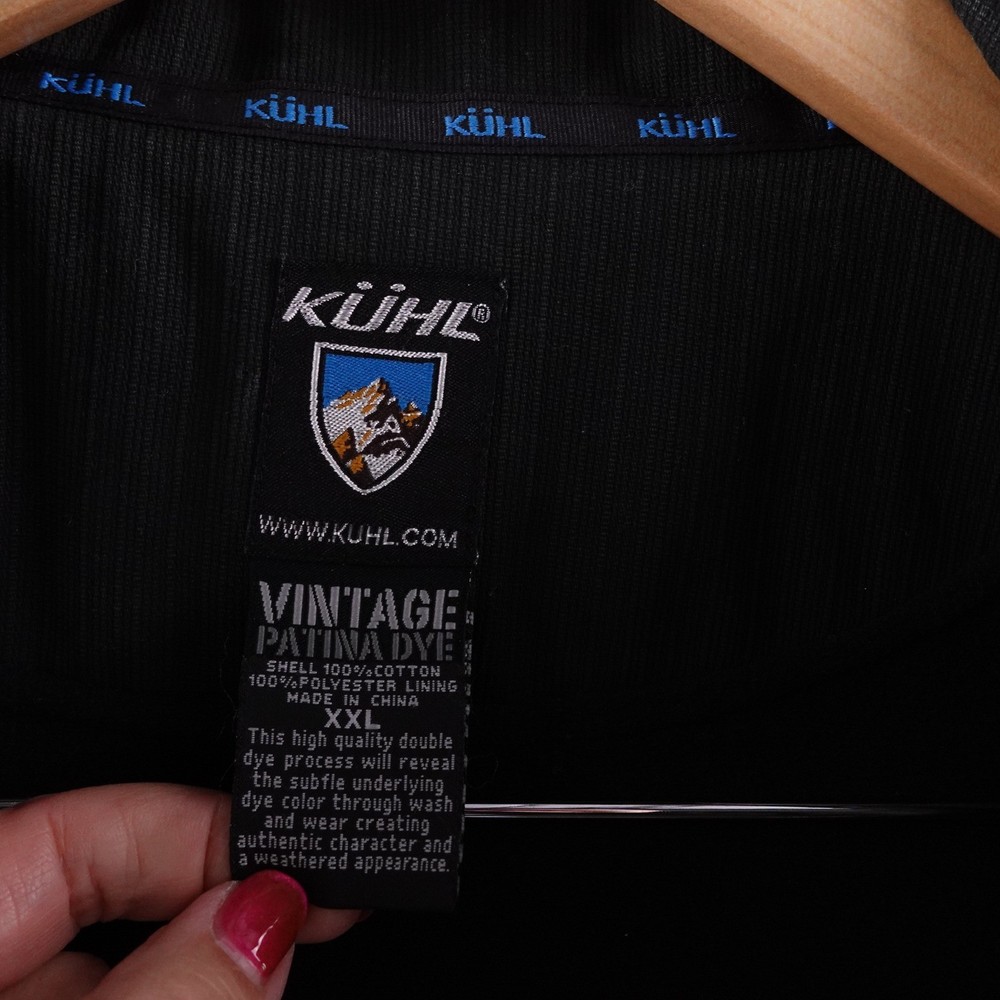 KÜHL KÜHL KÜHL KÜHL
KÜHL®
WWW.KUHL.COM
VINTAGE
PATINA DYE
SHELL 100% COTTON
100% POLYESTER LINING
MADE IN CHINA
XXL
This high quality double
dye process will reveal
the subfle underlying
dye color through wash
and wear creating
authentic character and
a weathered appearance.